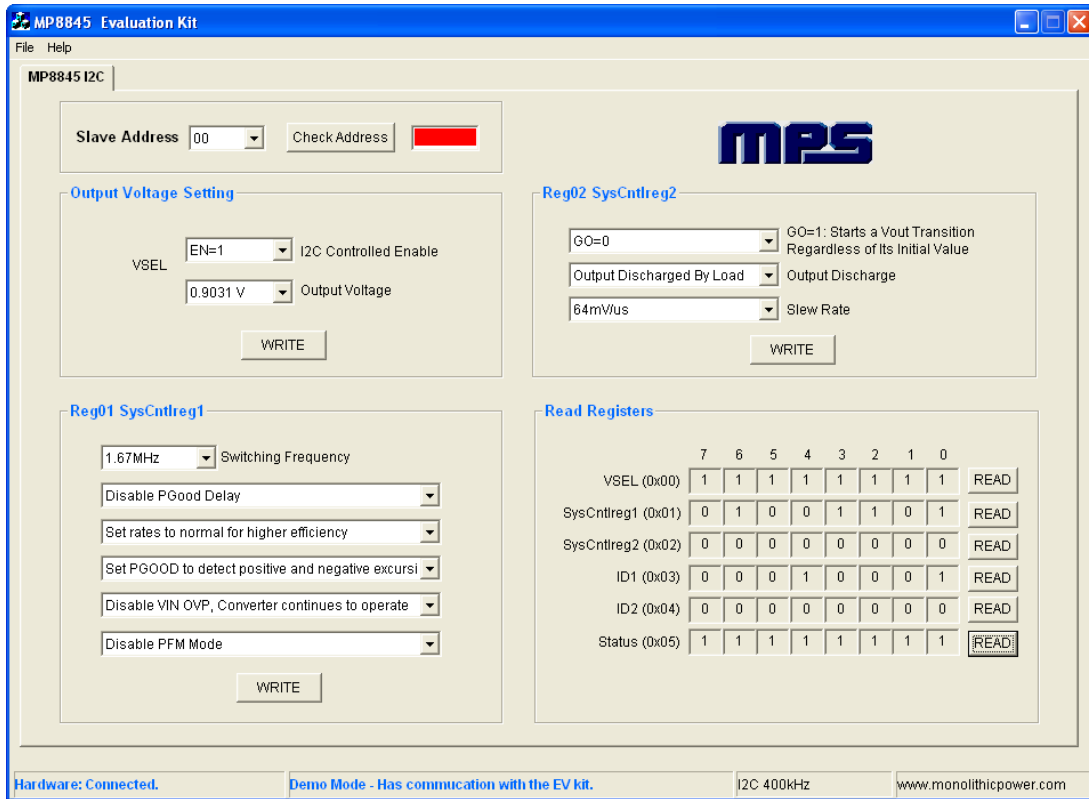 MP8845 Evaluation Kit
File Help
MP8845 I2C
Slave Address 00 Check Address
MPS
Output Voltage Setting
VSEL
EN=1 I2C Controlled Enable
0.9031 V Output Voltage
WRITE
Reg02 SysCntlreg2
GO=0 GO=1: Starts a Vout Transition
Regardless of Its Initial Value
Output Discharged By Load Output Discharge
64mV/us Slew Rate
WRITE
Reg01 SysCntlreg1
1.67MHz Switching Frequency
Disable PGood Delay
Set rates to normal for higher efficiency
Set PGOOD to detect positive and negative excursi
Disable VIN OVP, Converter continues to operate
Disable PFM Mode
WRITE
Read Registers
7 6 5 4 3 2 1 0
VSEL (0x00) 1 1 1 1 1 1 1 1 READ
SysCntlreg1 (0x01) 0 1 0 0 1 1 0 1 READ
SysCntlreg2 (0x02) 0 0 0 0 0 0 0 0 READ
ID1 (0x03) 0 0 0 1 0 0 0 1 READ
ID2 (0x04) 0 0 0 0 0 0 0 0 READ
Status (0x05) 1 1 1 1 1 1 1 1 READ
Hardware: Connected. Demo Mode - Has commucation with the EV kit. I2C 400kHz www.monolithicpower.com